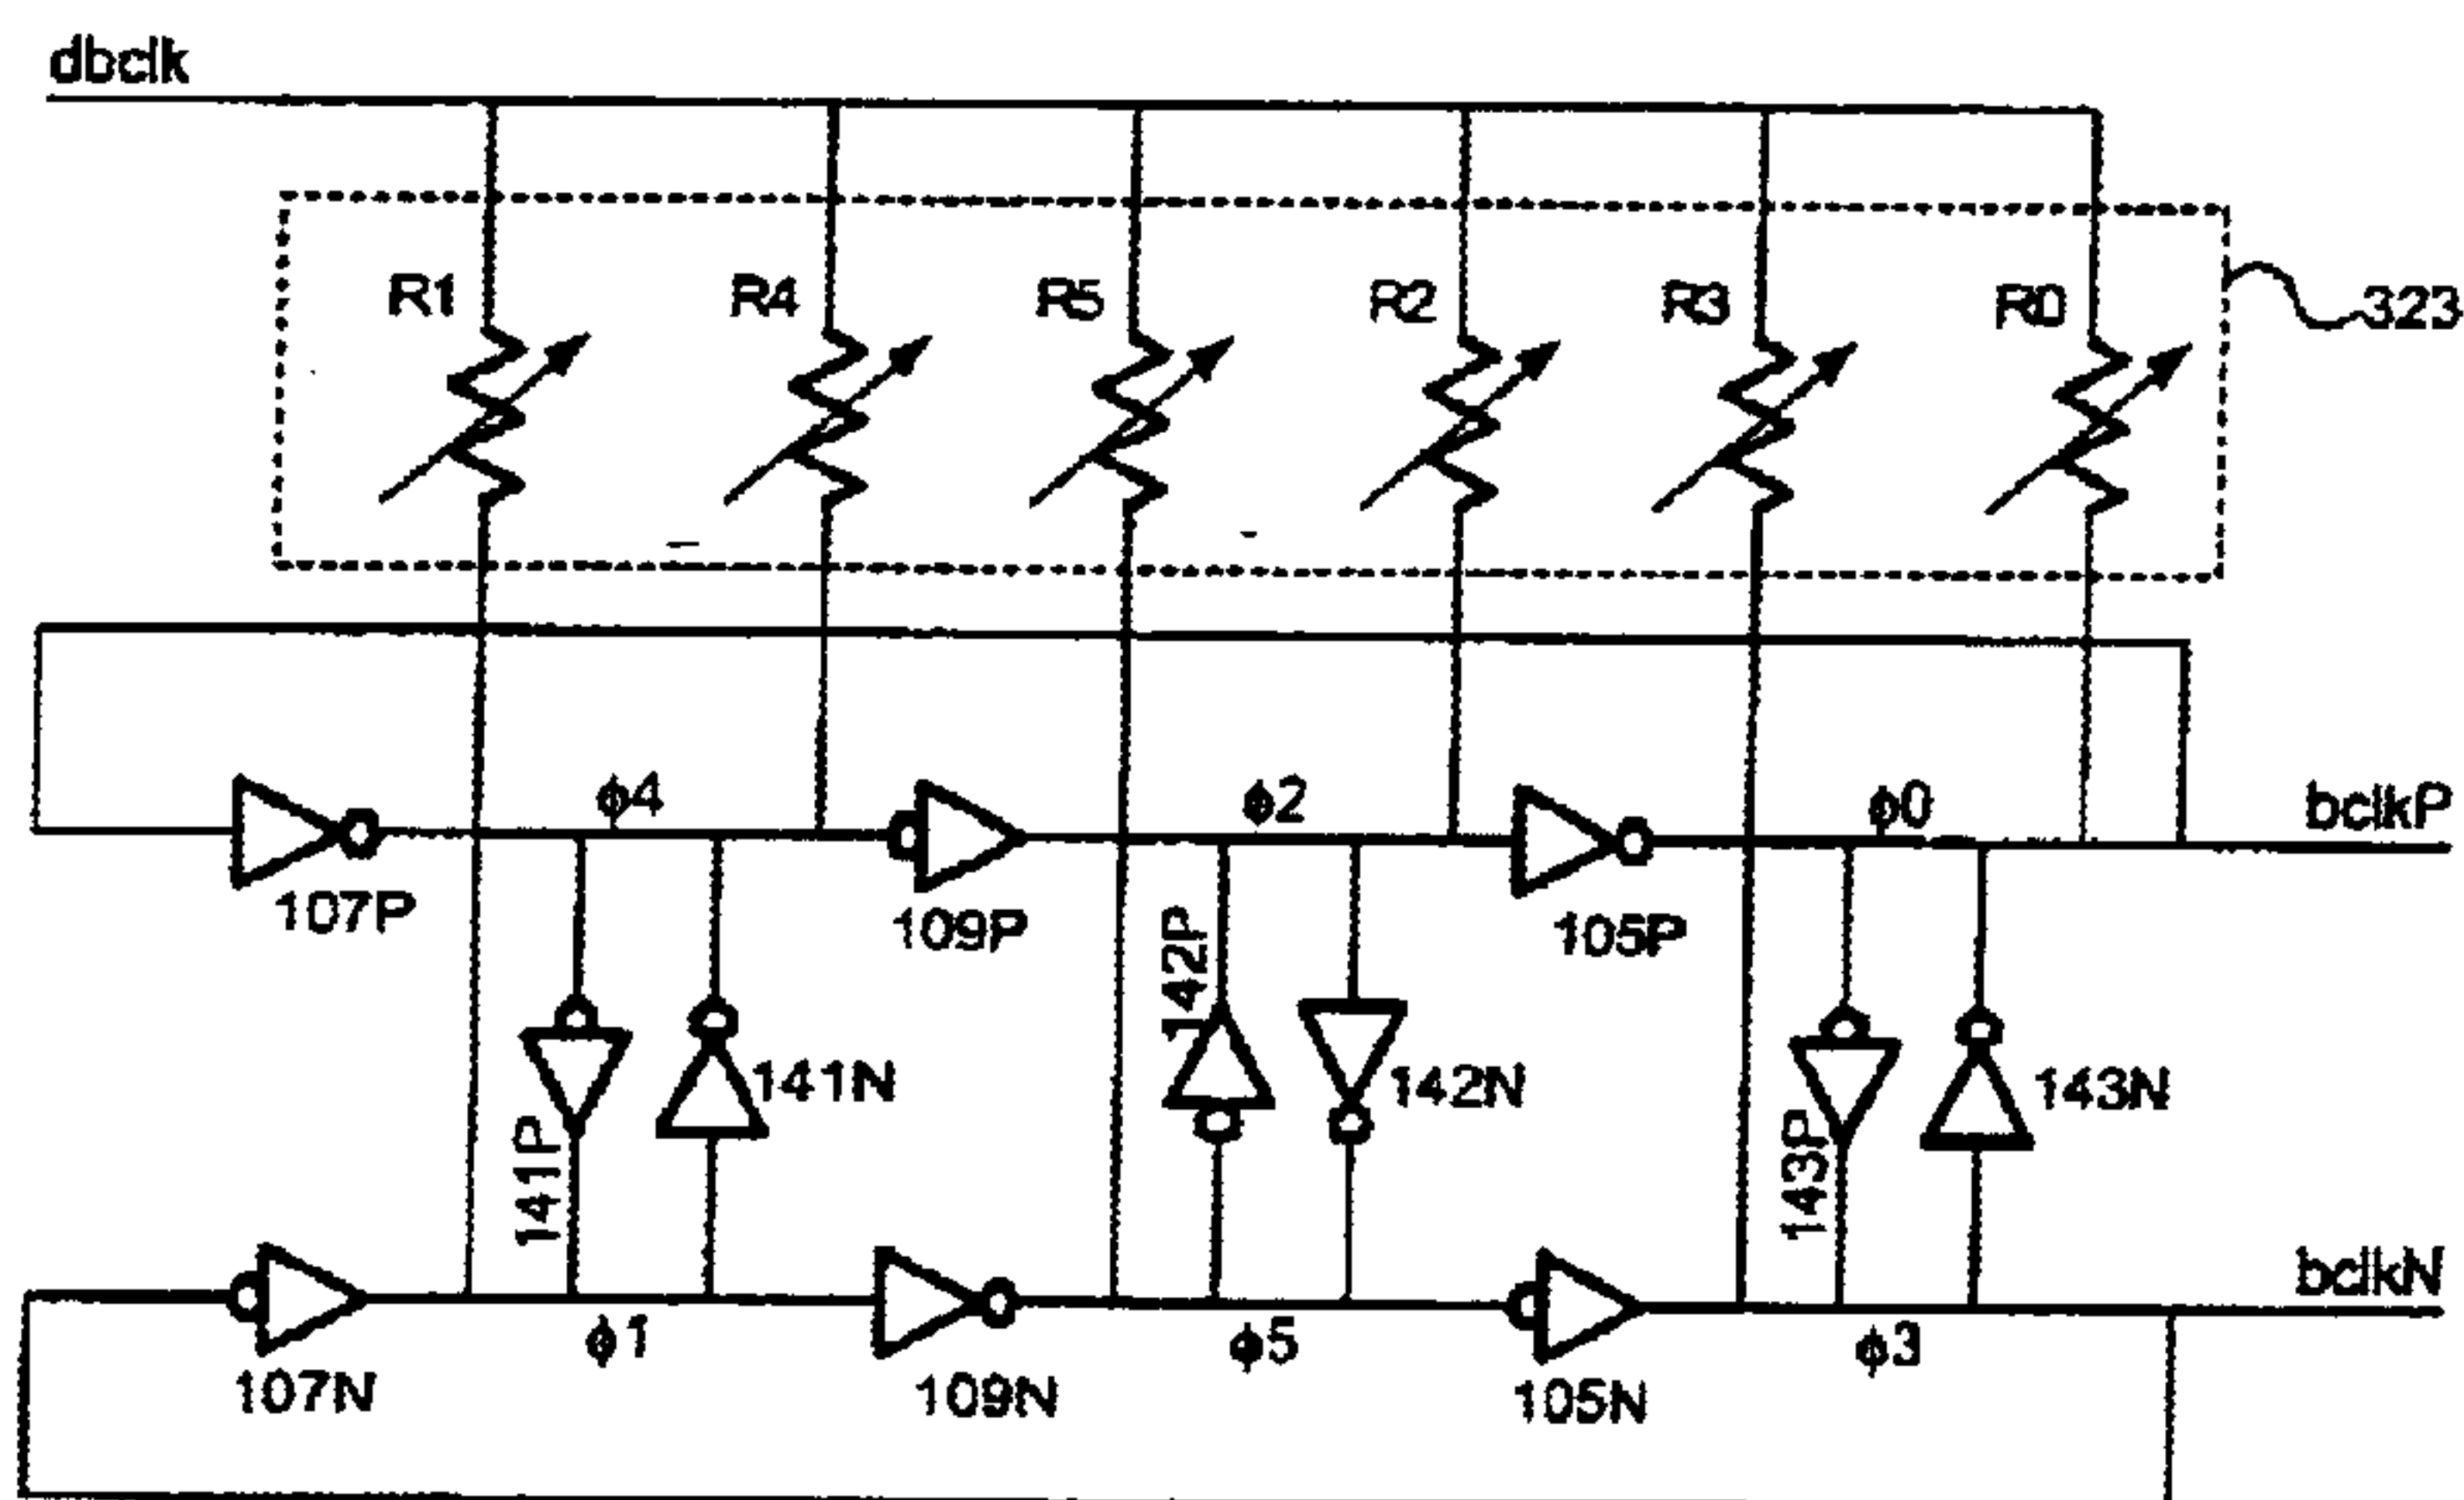 dbclk
R1 R4 R5 R2 R3 R0 323
ϕ4 ϕ2 ϕ0 bclkP
107P 109P 105P
142P
141N 142N 143N
141P 143P
bclkN
ϕ1 ϕ5 ϕ3
107N 109N 105N